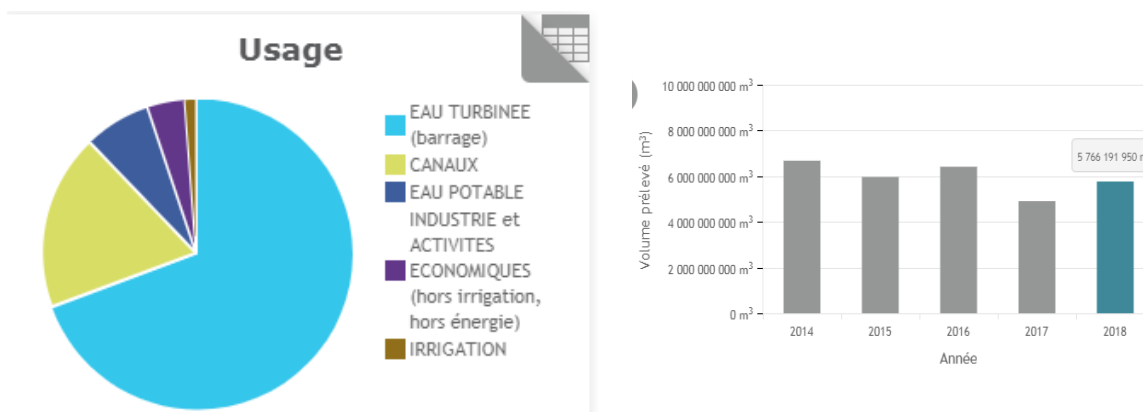 Usage
EAU TURBINEE
(barrage)
CANAUX
EAU POTABLE
INDUSTRIE et
ACTIVITES
ECONOMIQUES
(hors irrigation,
hors énergie)
IRRIGATION
Volume prélevé (m³)
10 000 000 000 m³
8 000 000 000 m³
6 000 000 000 m³
4 000 000 000 m³
2 000 000 000 m³
0 m³
5 766 191 950 m
2014 2015 2016 2017 2018
Année